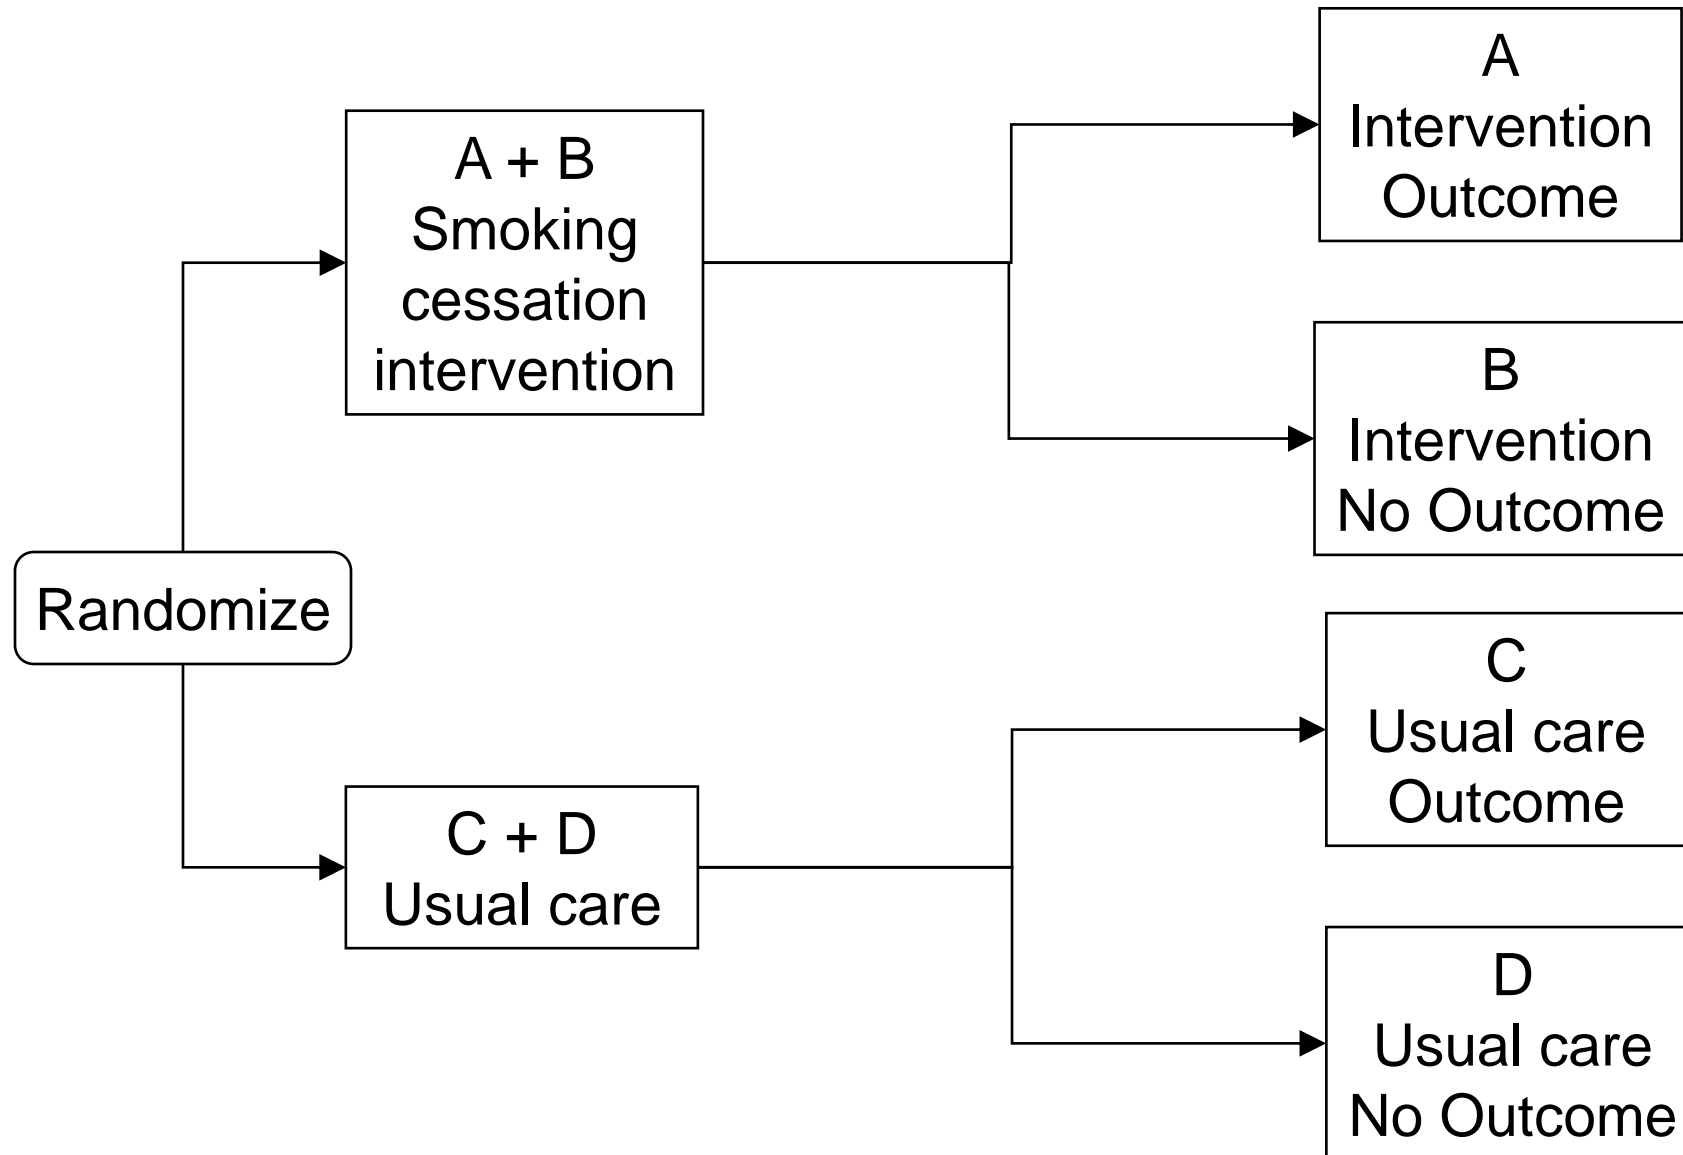 A
Intervention
Outcome
A + B
Smoking
cessation
intervention
B
Intervention
No Outcome
Randomize
C
Usual care
Outcome
C + D
Usual care
D
Usual care
No Outcome